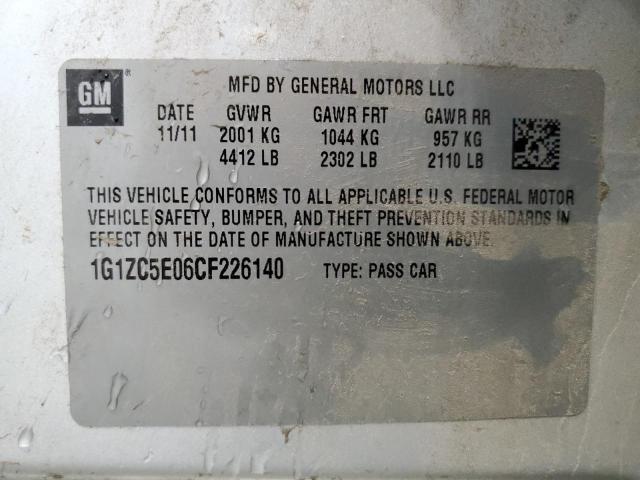 MFD BY GENERAL MOTORS LLC
GM ®
DATE GVWR GAWR FRT GAWR RR
11/11 2001 KG 1044 KG 957 KG
4412 LB 2302 LB 2110 LB
THIS VEHICLE CONFORMS TO ALL APPLICABLE U.S. FEDERAL MOTOR
VEHICLE SAFETY, BUMPER, AND THEFT PREVENTION STANDARDS IN
EFFECT ON THE DATE OF MANUFACTURE SHOWN ABOVE.
1G1ZC5E06CF226140 TYPE: PASS CAR